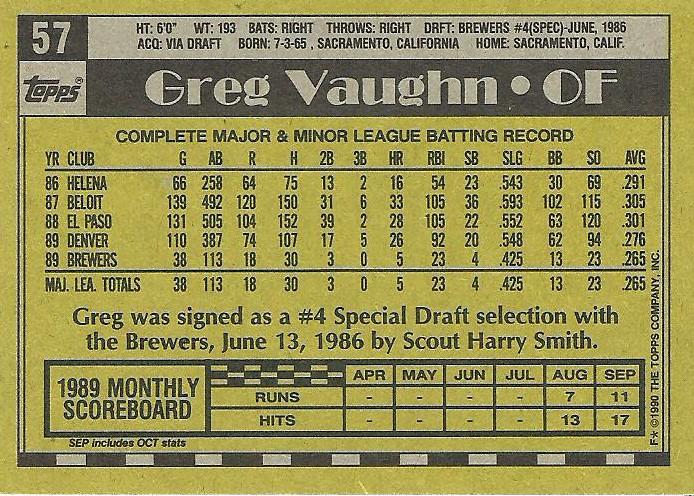 57
HT: 6'0" WT: 193 BATS: RIGHT THROWS: RIGHT DRFT: BREWERS #4(SPEC)-JUNE, 1986
ACQ: VIA DRAFT BORN: 7-3-65 , SACRAMENTO, CALIFORNIA HOME: SACRAMENTO, CALIF.
TOPPS®
Greg Vaughn • OF
COMPLETE MAJOR & MINOR LEAGUE BATTING RECORD
YR CLUB G AB R H 2B 3B HR RBI SB SLG BB SO AVG
86 HELENA 66 258 64 75 13 2 16 54 23 .543 30 69 .291
87 BELOIT 139 492 120 150 31 6 33 105 36 .593 102 115 .305
88 EL PASO 131 505 104 152 39 2 28 105 22 .552 63 120 .301
89 DENVER 110 387 74 107 17 5 26 92 20 .548 62 94 .276
89 BREWERS 38 113 18 30 3 0 5 23 4 .425 13 23 .265
MAJ. LEA. TOTALS 38 113 18 30 3 0 5 23 4 .425 13 23 .265
Greg was signed as a #4 Special Draft selection with
the Brewers, June 13, 1986 by Scout Harry Smith.
1989 MONTHLY
SCOREBOARD
APR MAY JUN JUL AUG SEP
RUNS - - - - 7 11
HITS - - - - 13 17
SEP includes OCT stats
F* ©1990 THE TOPPS COMPANY, INC.